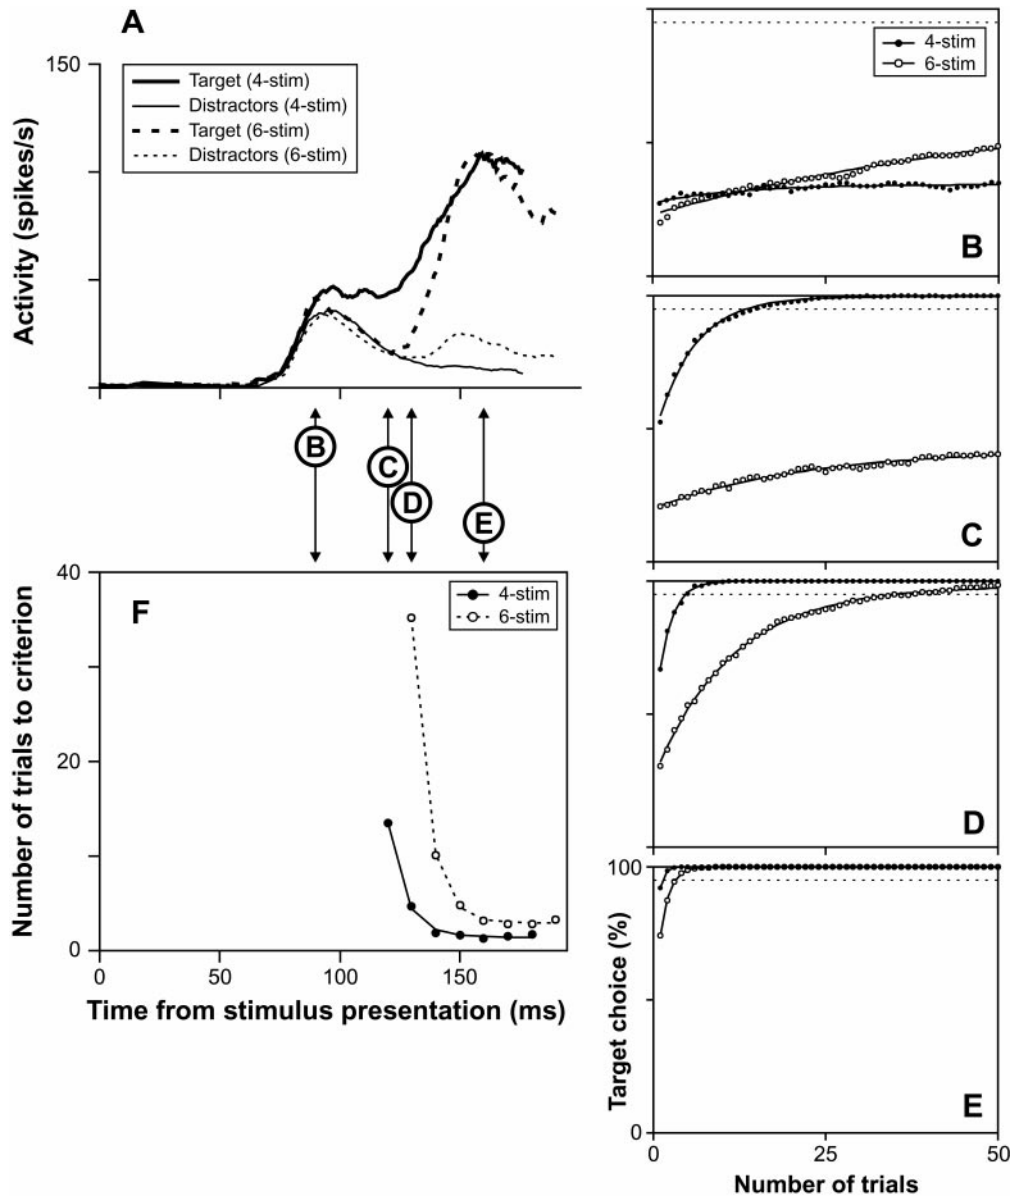 A
150
Target (4-stim)
Distractors (4-stim)
Target (6-stim)
Distractors (6-stim)
Activity (spikes/s)
0
B
C
D
E
40
F
4-stim
6-stim
20
0
Number of trials to criterion
0
50
100
150
Time from stimulus presentation (ms)
4-stim
6-stim
B
C
D
100
Target choice (%)
E
0
0
25
50
Number of trials